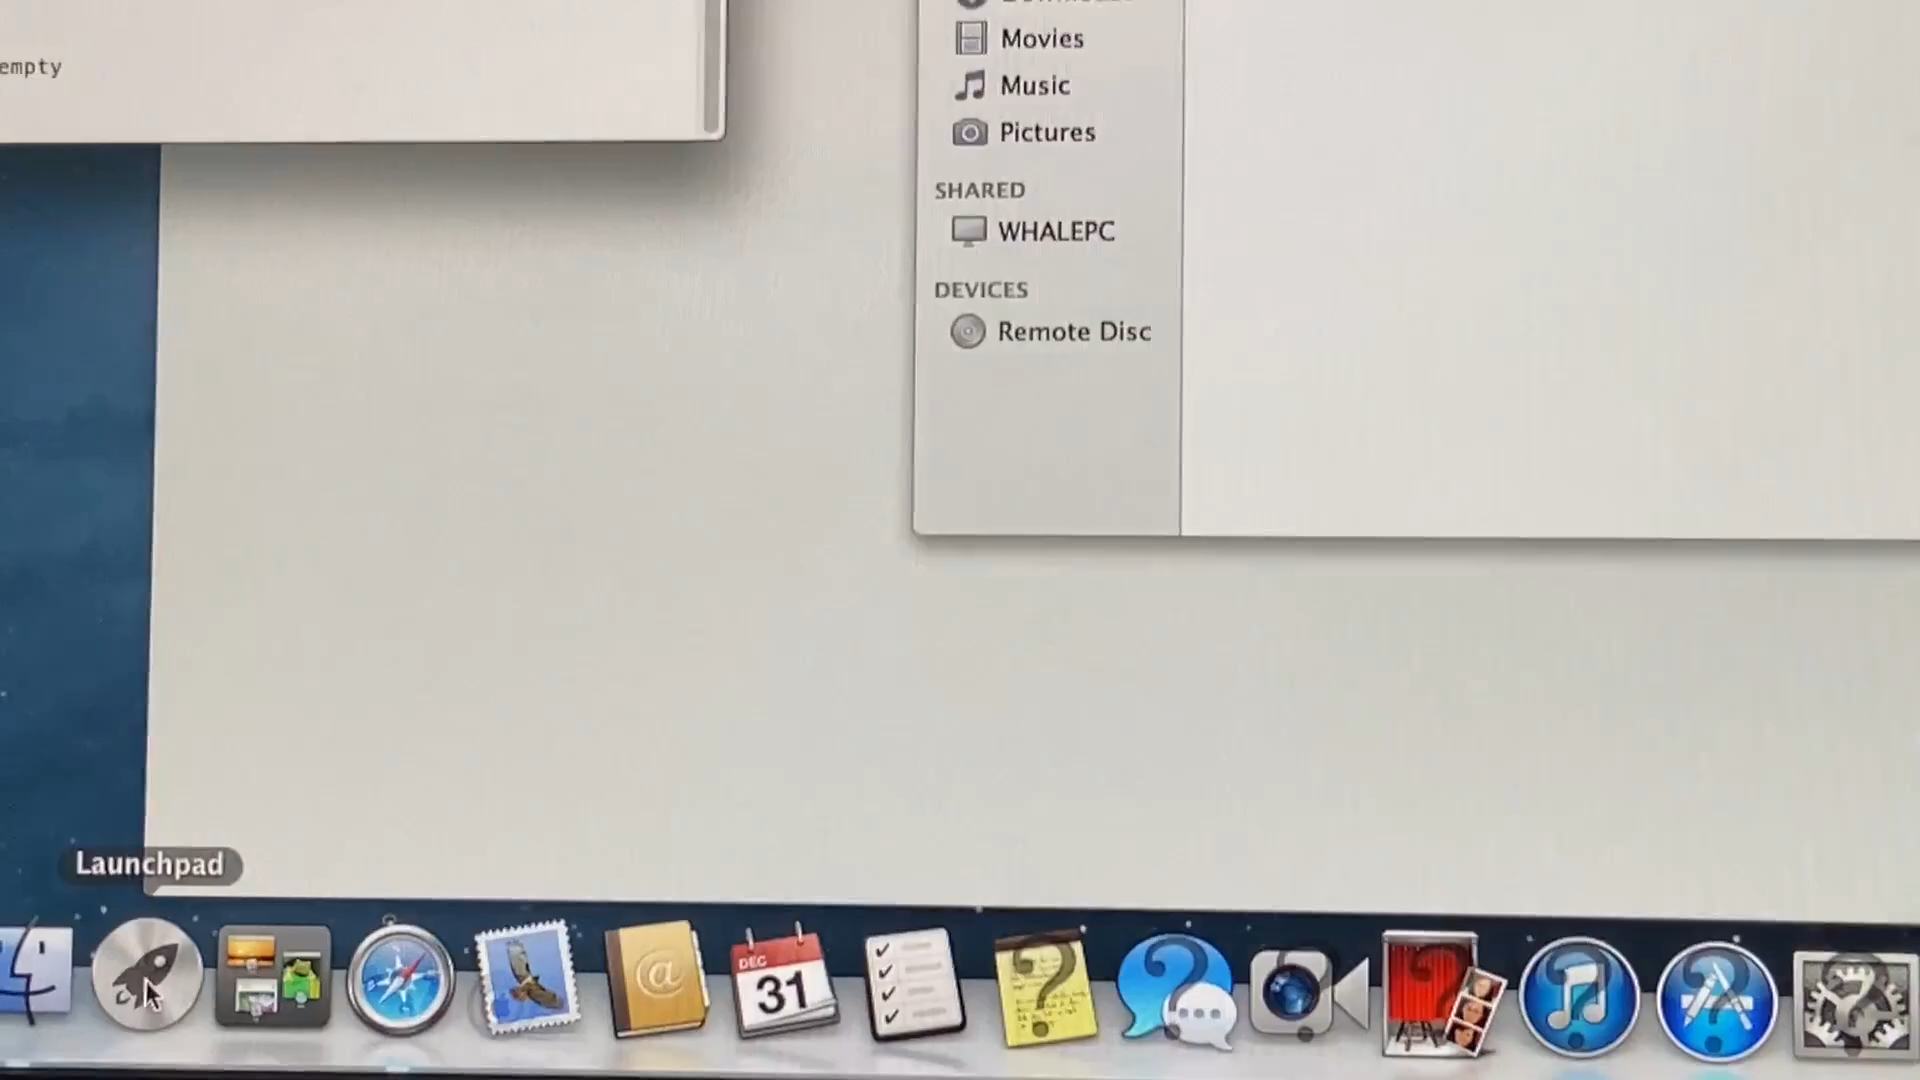 empty
Movies
Music
Pictures
SHARED
WHALEPC
DEVICES
Remote Disc
Launchpad
@
DEC
31